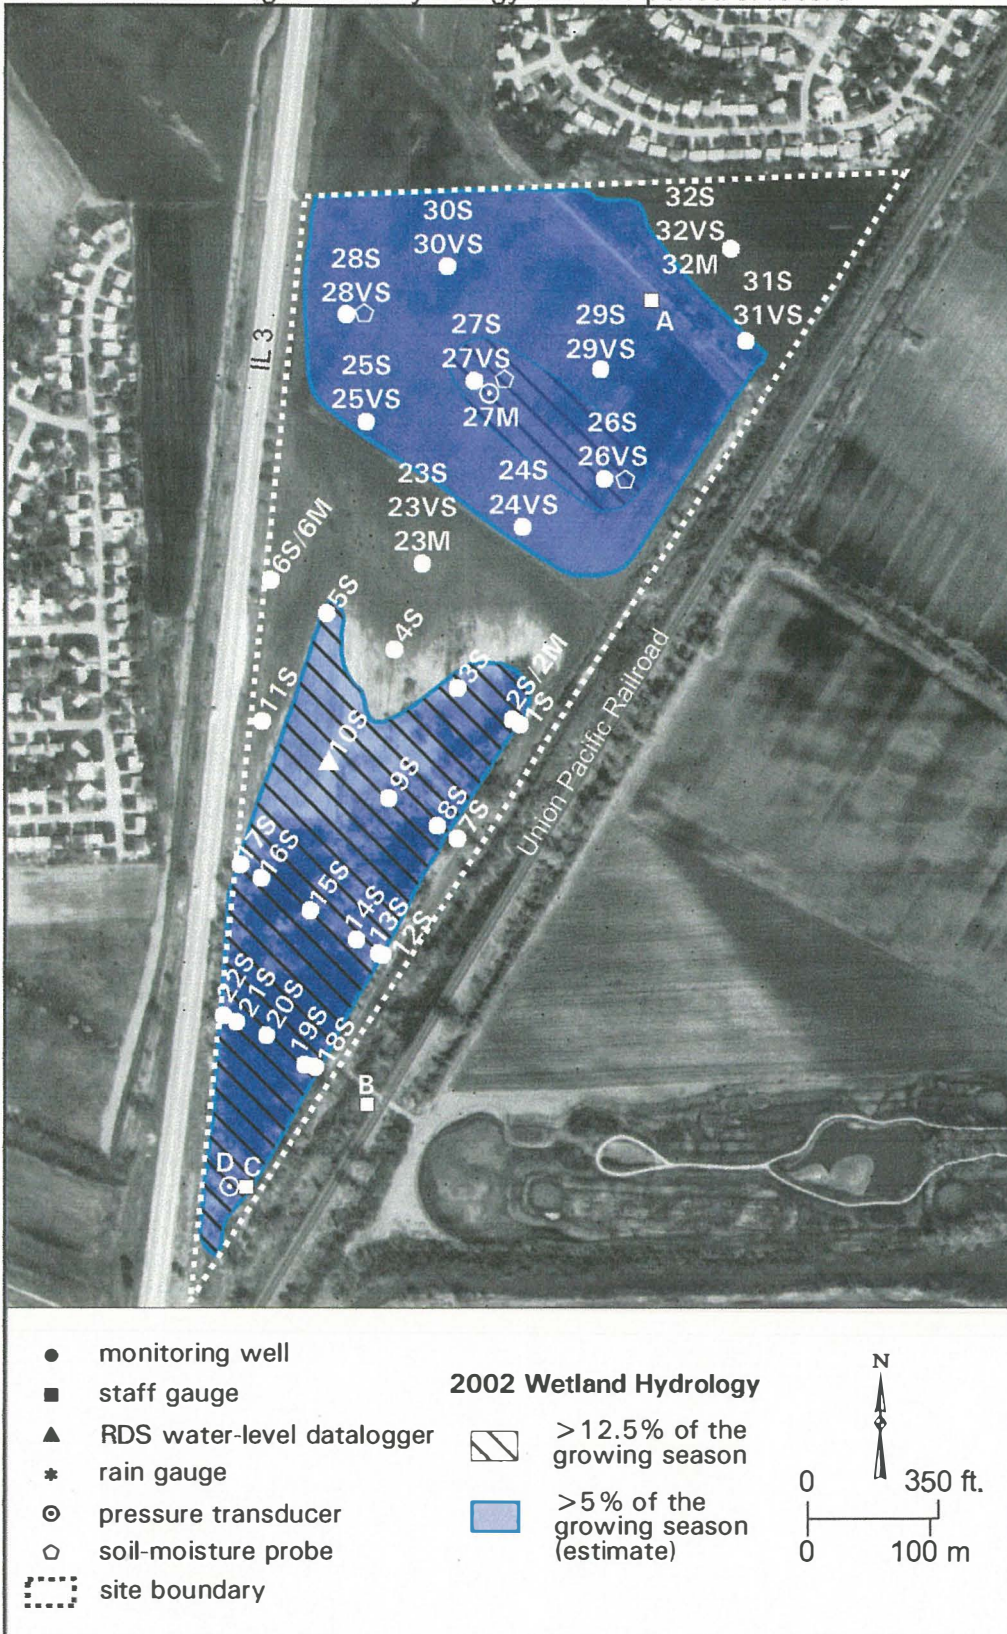 30S
30VS
32S
32VS
32M
28S
28VS
31S
31VS
A
29S
29VS
27S
27VS
27M
IL 3
25S
25VS
26S
26VS
24S
24VS
23S
23VS
23M
6S/6M
5S
4S
3S
2S/2M
1S
11S
10S
9S
8S
7S
Union Pacific Railroad
17S
16S
15S
14S
13S
12S
22S
21S
20S
19S
18S
B
D
C
monitoring well
staff gauge
RDS water-level datalogger
rain gauge
pressure transducer
soil-moisture probe
site boundary
2002 Wetland Hydrology
>12.5% of the
growing season
>5% of the
growing season
(estimate)
N
0 350 ft.
0 100 m